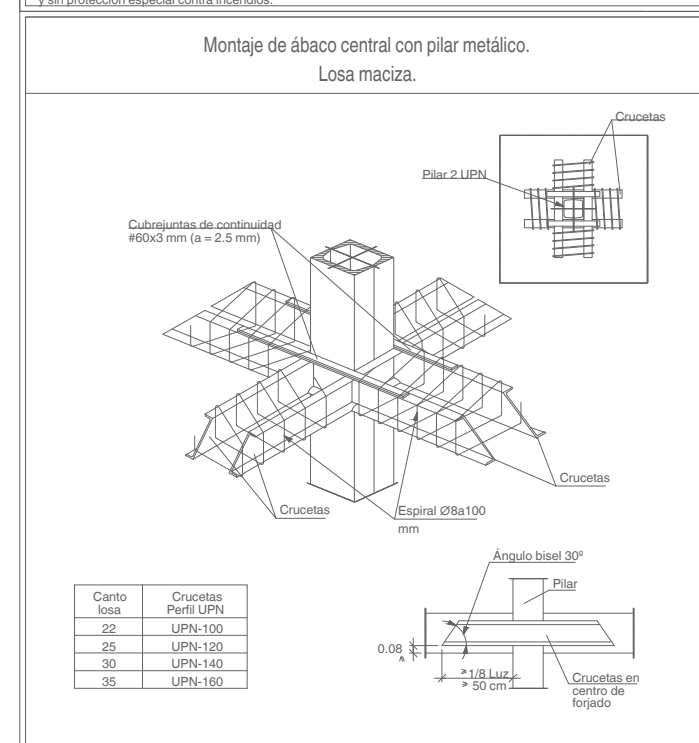 y sin protección especial contra incendios.
Montaje de ábaco central con pilar metálico.
Losa maciza.
Crucetas
Pilar 2 UPN
Cubrejuntas de continuidad
#60x3 mm (a = 2.5 mm)
Crucetas
Crucetas
Espiral Ø8a100
mm
Canto losa Crucetas Perfil UPN
22 UPN-100
25 UPN-120
30 UPN-140
35 UPN-160
Ángulo bisel 30º
Pilar
0.08
≥1/8 Luz
≥ 50 cm
Crucetas en
centro de
forjado